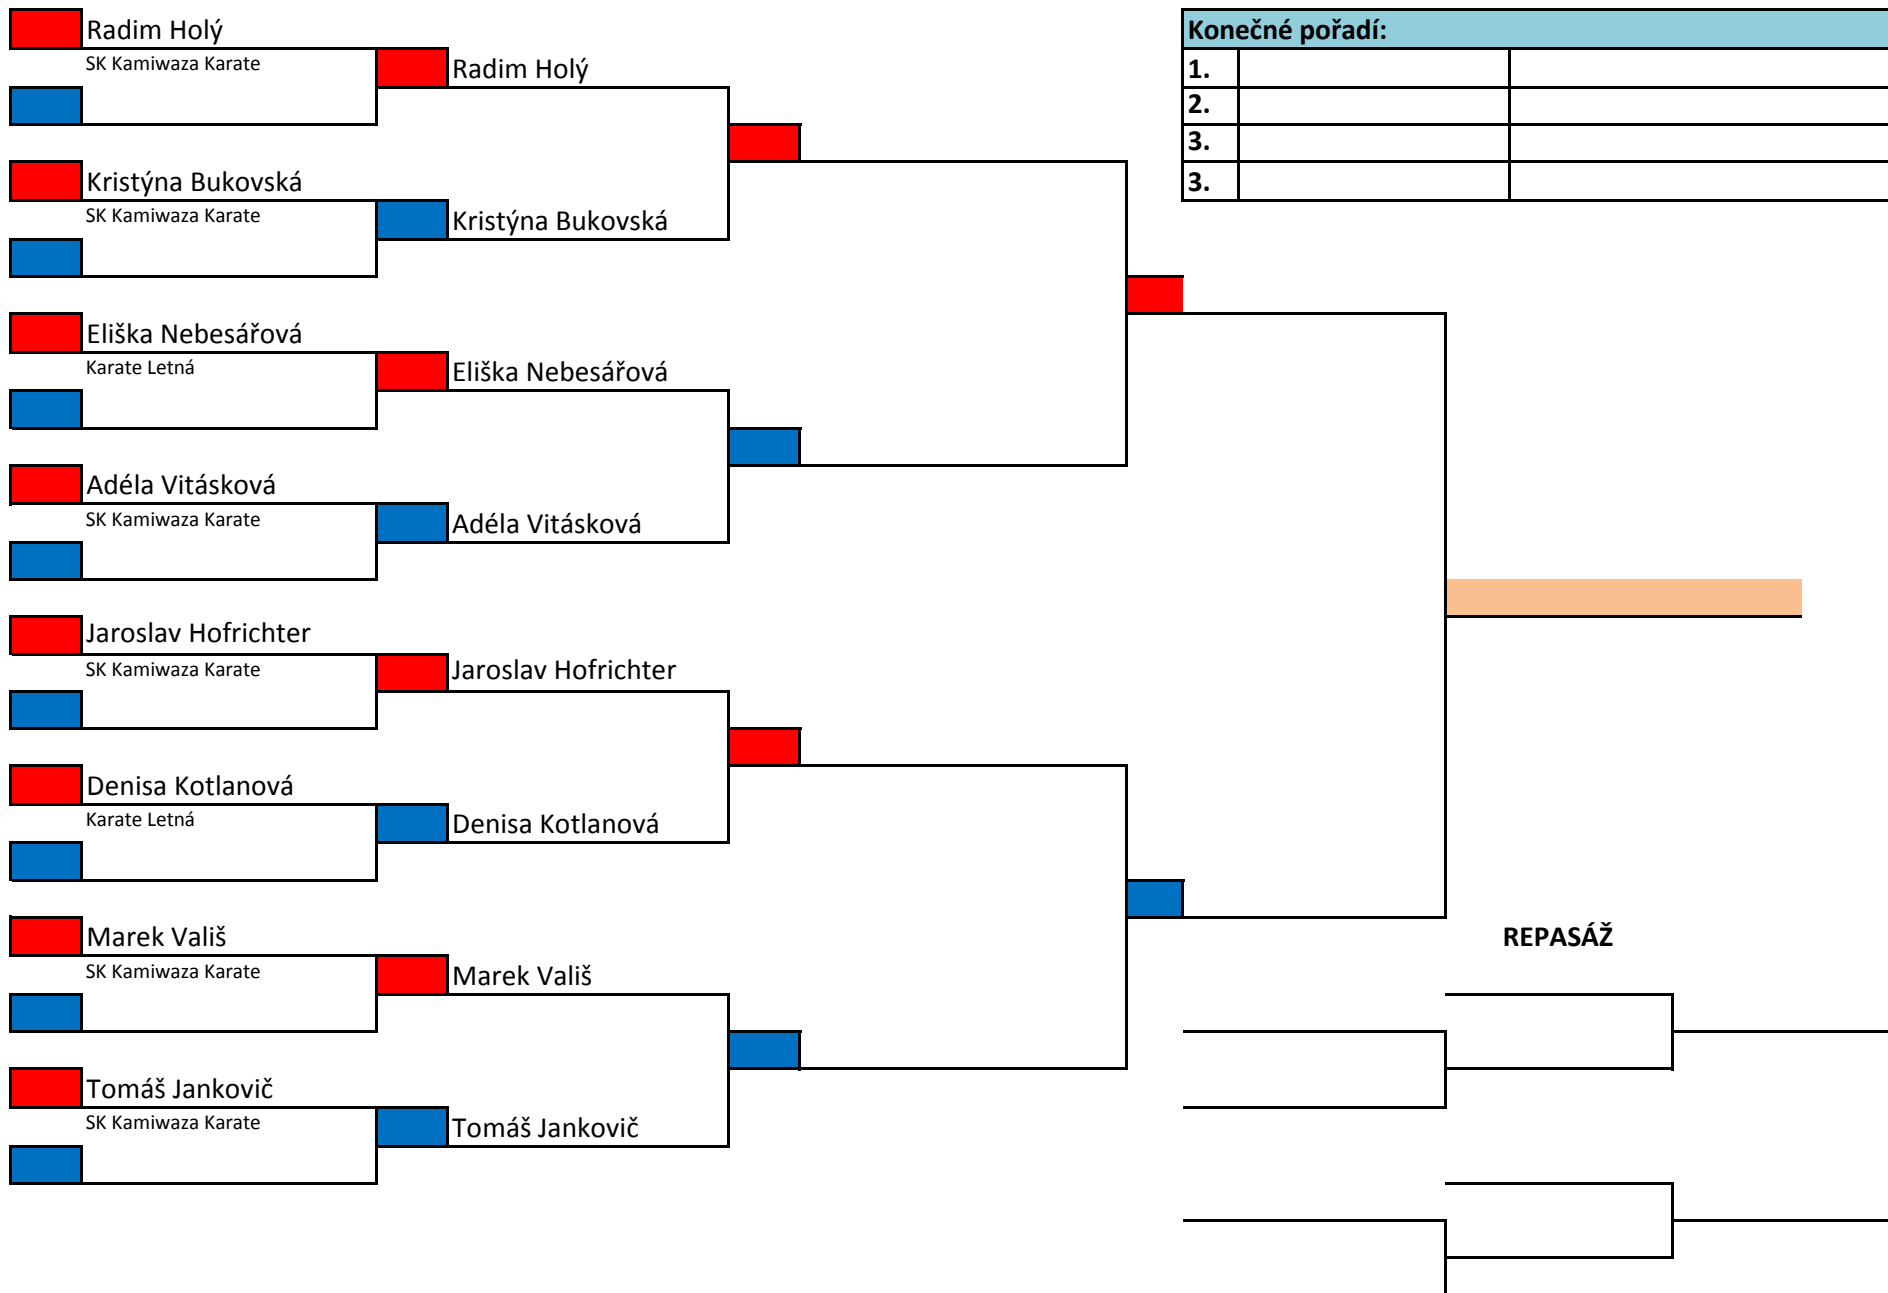 Radim Holý
SK Kamiwaza Karate
Radim Holý
Kristýna Bukovská
SK Kamiwaza Karate
Kristýna Bukovská
Eliška Nebesářová
Karate Letná
Eliška Nebesářová
Adéla Vitásková
SK Kamiwaza Karate
Adéla Vitásková
Jaroslav Hofrichter
SK Kamiwaza Karate
Jaroslav Hofrichter
Denisa Kotlanová
Karate Letná
Denisa Kotlanová
Marek Vališ
SK Kamiwaza Karate
Marek Vališ
Tomáš Jankovič
SK Kamiwaza Karate
Tomáš Jankovič
Konečné pořadí:
1.
2.
3.
3.
REPASÁŽ